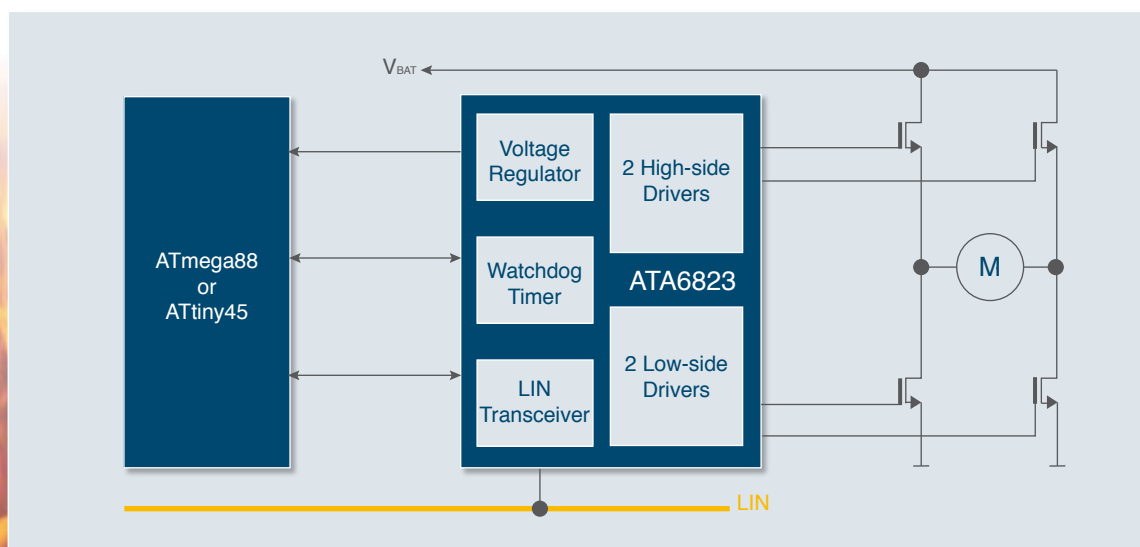 VBAT
ATmega88
or
ATtiny45
Voltage
Regulator
2 High-side
Drivers
Watchdog
Timer
ATA6823
LIN
Transceiver
2 Low-side
Drivers
M
LIN